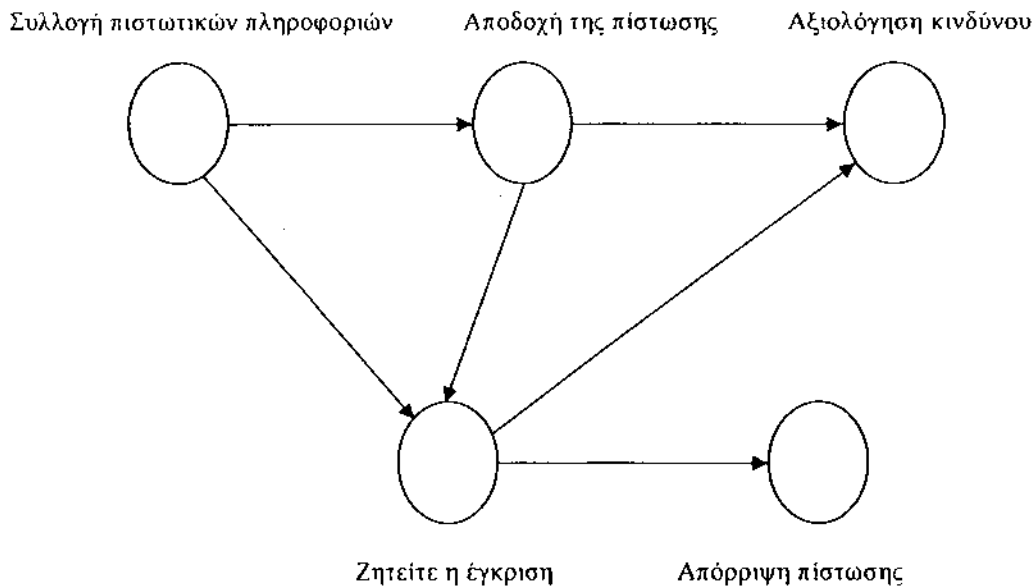 Συλλογή πιστωτικών πληροφοριών
Αποδοχή της πίστωσης
Αξιολόγηση κινδύνου
Ζητείτε η έγκριση
Απόρριψη πίστωσης